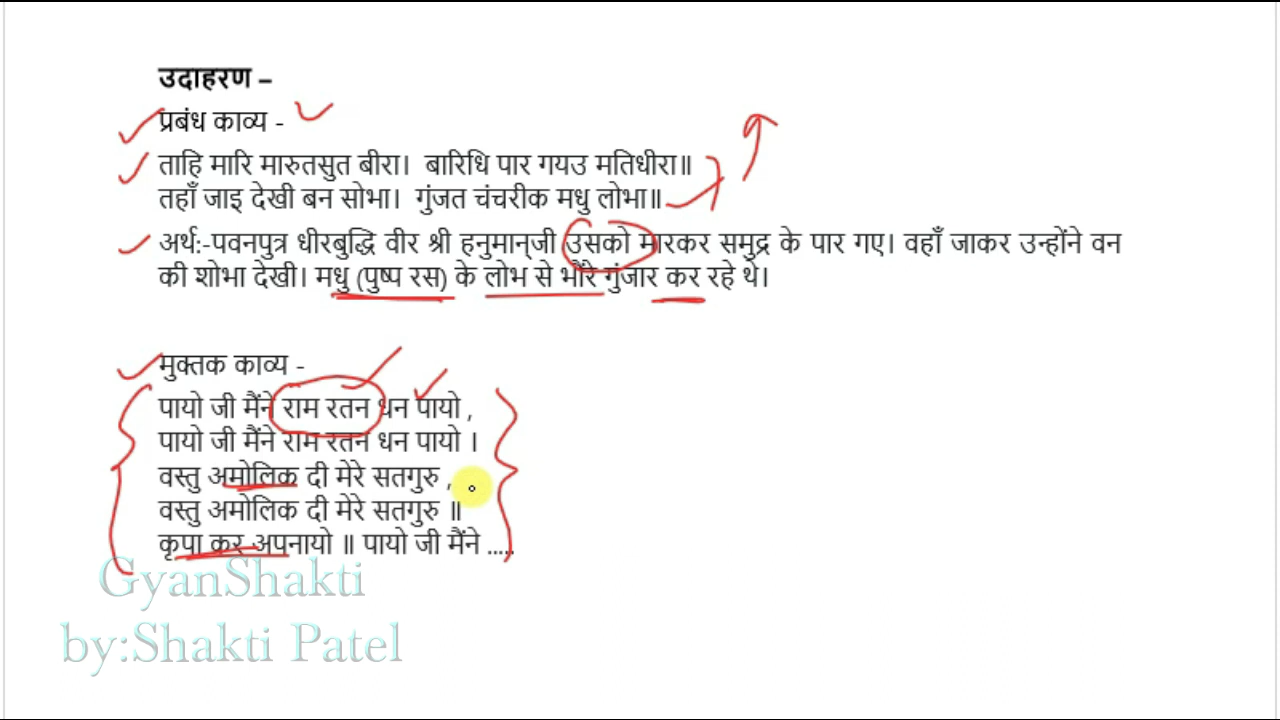 उदाहरण –
प्रबंध काव्य -
ताहि मारि मारुतसुत बीरा। बारिधि पार गयउ मतिधीरा॥
तहाँ जाइ देखी बन सोभा। गुंजत चंचरीक मधु लोभा॥
अर्थ:-पवनपुत्र धीरबुद्धि वीर श्री हनुमान्जी उसको मारकर समुद्र के पार गए। वहाँ जाकर उन्होंने वन
की शोभा देखी। मधु (पुष्प रस) के लोभ से भौंरे गुंजार कर रहे थे।
मुक्तक काव्य -
पायो जी मैंने राम रतन धन पायो ,
पायो जी मैंने राम रतन धन पायो ।
वस्तु अमोलिक दी मेरे सतगुरु ,
वस्तु अमोलिक दी मेरे सतगुरु ॥
कृपा कर अपनायो ॥ पायो जी मैंने .....
GyanShakti
by:Shakti Patel